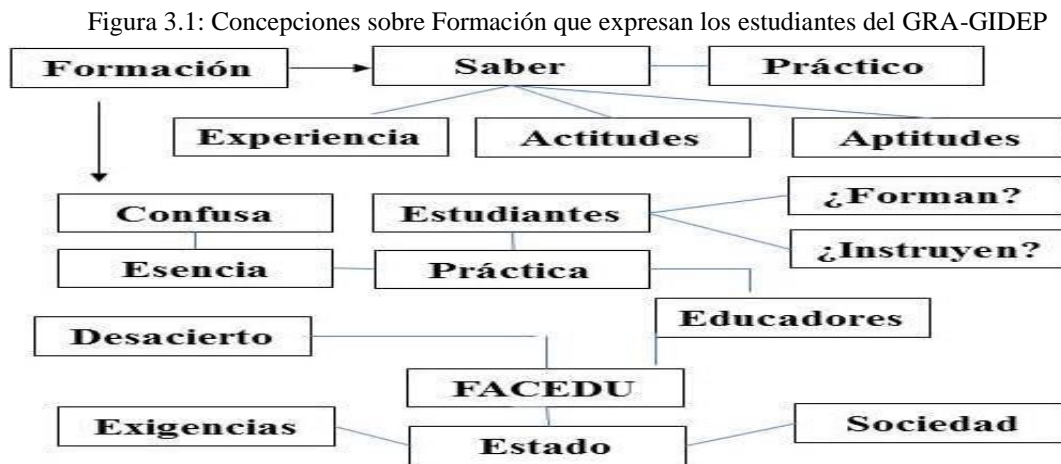 Figura 3.1: Concepciones sobre Formación que expresan los estudiantes del GRA-GIDEP
Formación
Saber
Práctico
Experiencia
Actitudes
Aptitudes
Confusa
Estudiantes
¿Forman?
¿Instruyen?
Esencia
Práctica
Educadores
Desacierto
FACEDU
Exigencias
Estado
Sociedad